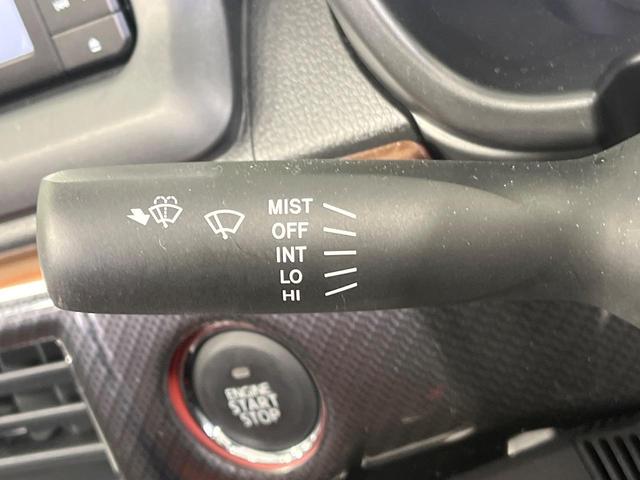 MIST
OFF
INT
LO
HI
ENGINE
START
STOP